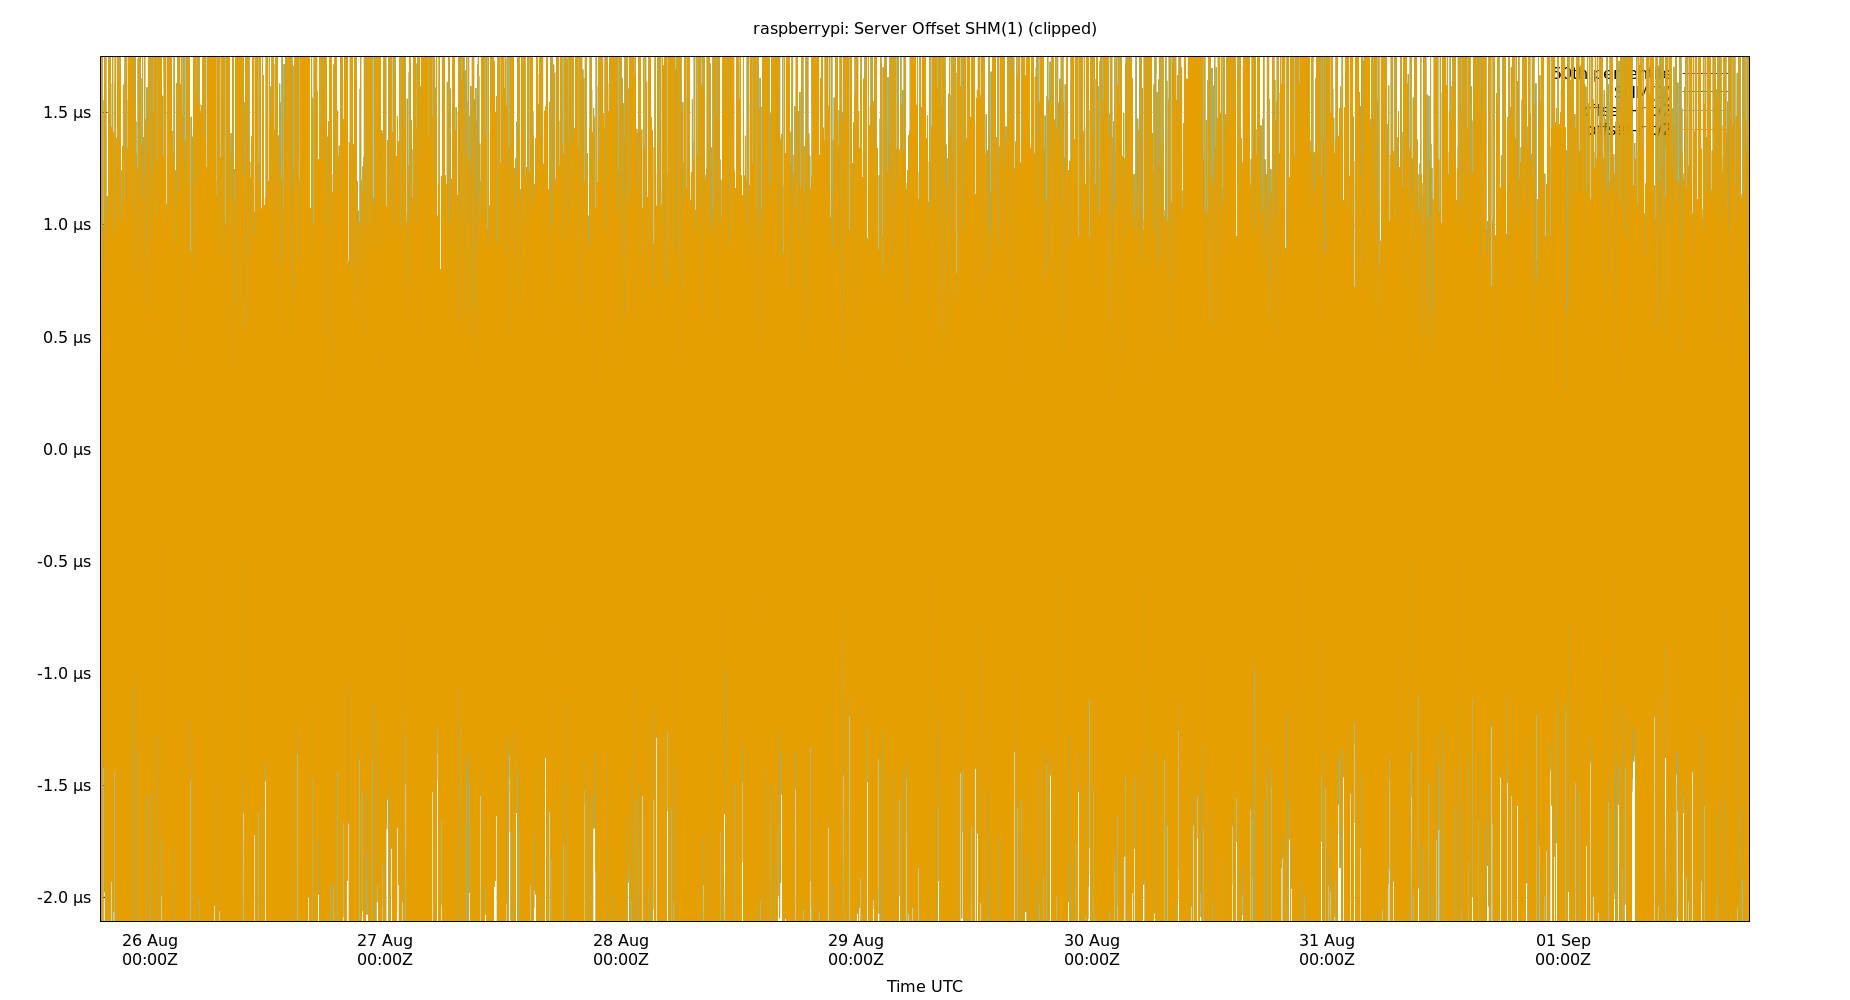 raspberrypi: Server Offset SHM(1) (clipped)
1.5 µs
1.0 µs
0.5 µs
0.0 µs
-0.5 µs
-1.0 µs
-1.5 µs
-2.0 µs
26 Aug 27 Aug 28 Aug 29 Aug 30 Aug 31 Aug 01 Sep
00:00Z 00:00Z 00:00Z 00:00Z 00:00Z 00:00Z 00:00Z
Time UTC